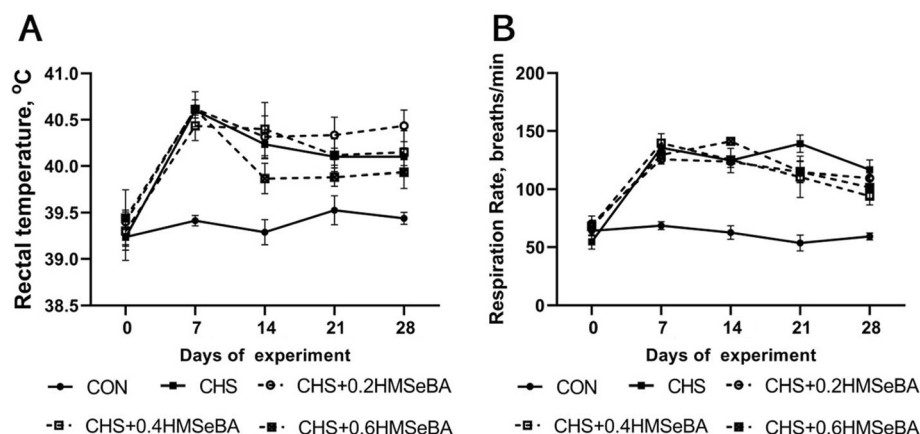 A
Rectal temperature, ⁰C
41.0
40.5
40.0
39.5
39.0
38.5
0 7 14 21 28
Days of experiment
CON CHS CHS+0.2HMSeBA
CHS+0.4HMSeBA CHS+0.6HMSeBA
B
Respiration Rate, breaths/min
200
150
100
50
0
0 7 14 21 28
Days of experiment
CON CHS CHS+0.2HMSeBA
CHS+0.4HMSeBA CHS+0.6HMSeBA